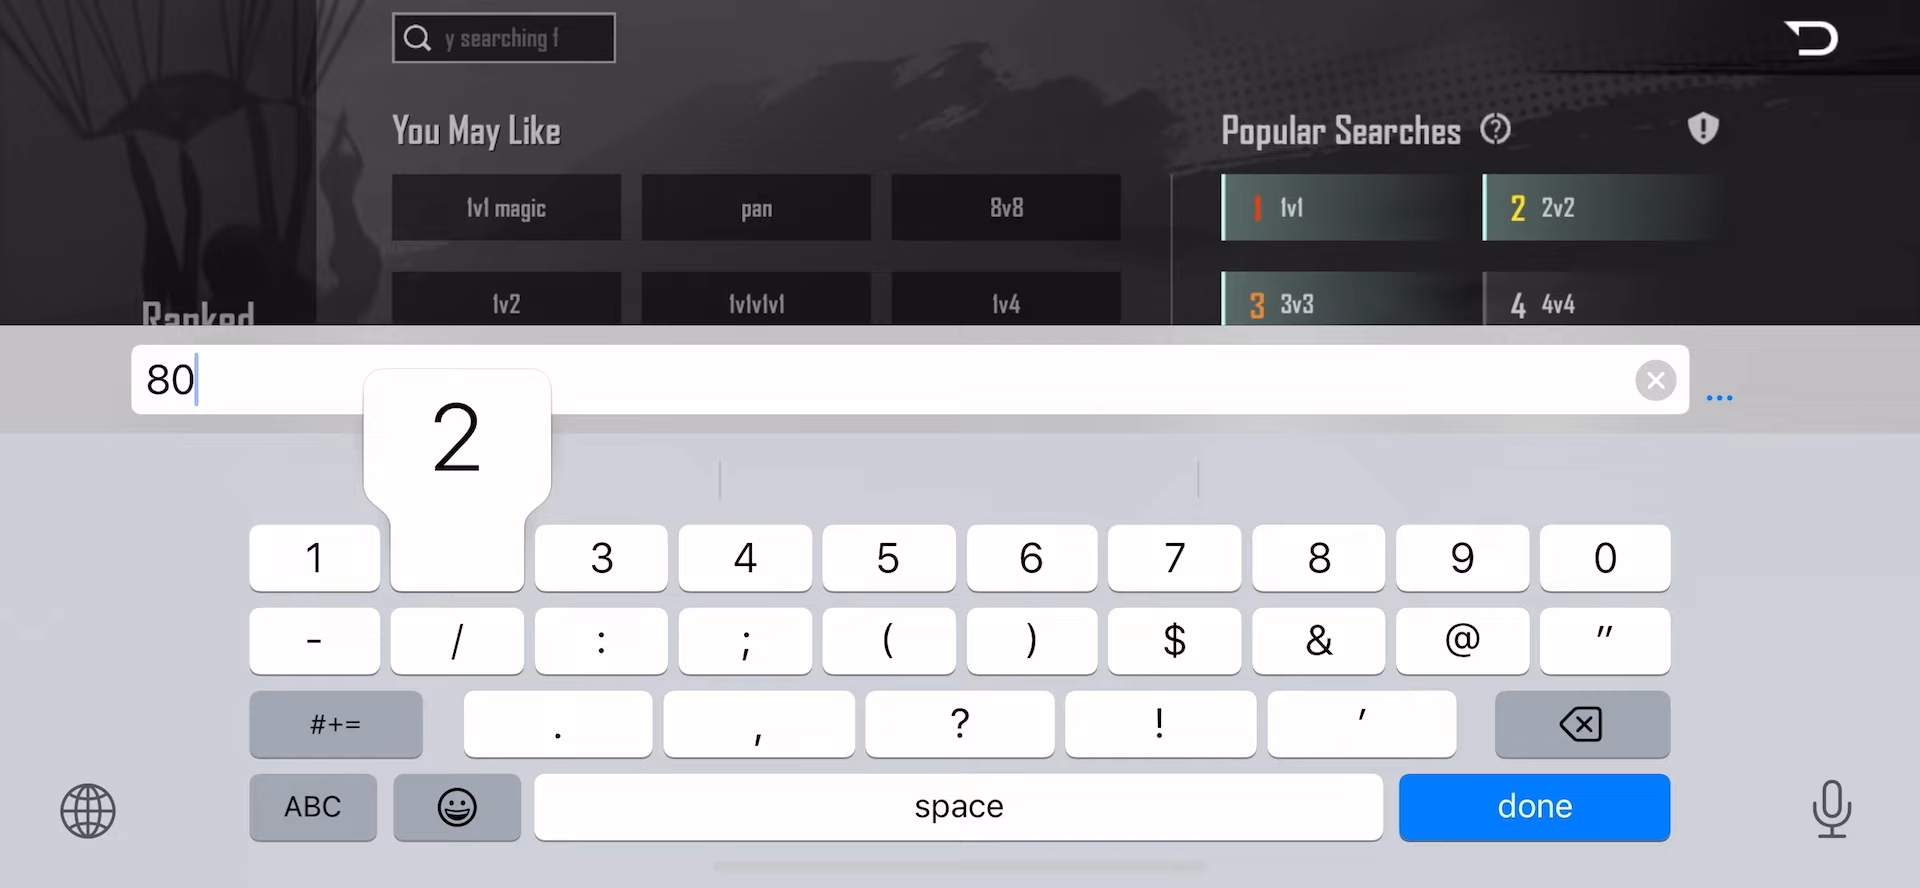 y searching f
You May Like
Popular Searches
1v1 magic
pan
8v8
1 1v1
2 2v2
1v2
1v1v1v1
1v4
3 3v3
4 4v4
Ranked
80
...
2
1 3 4 5 6 7 8 9 0
- / : ; ( ) $ & @ "
#+= . , ? ! '
ABC space done